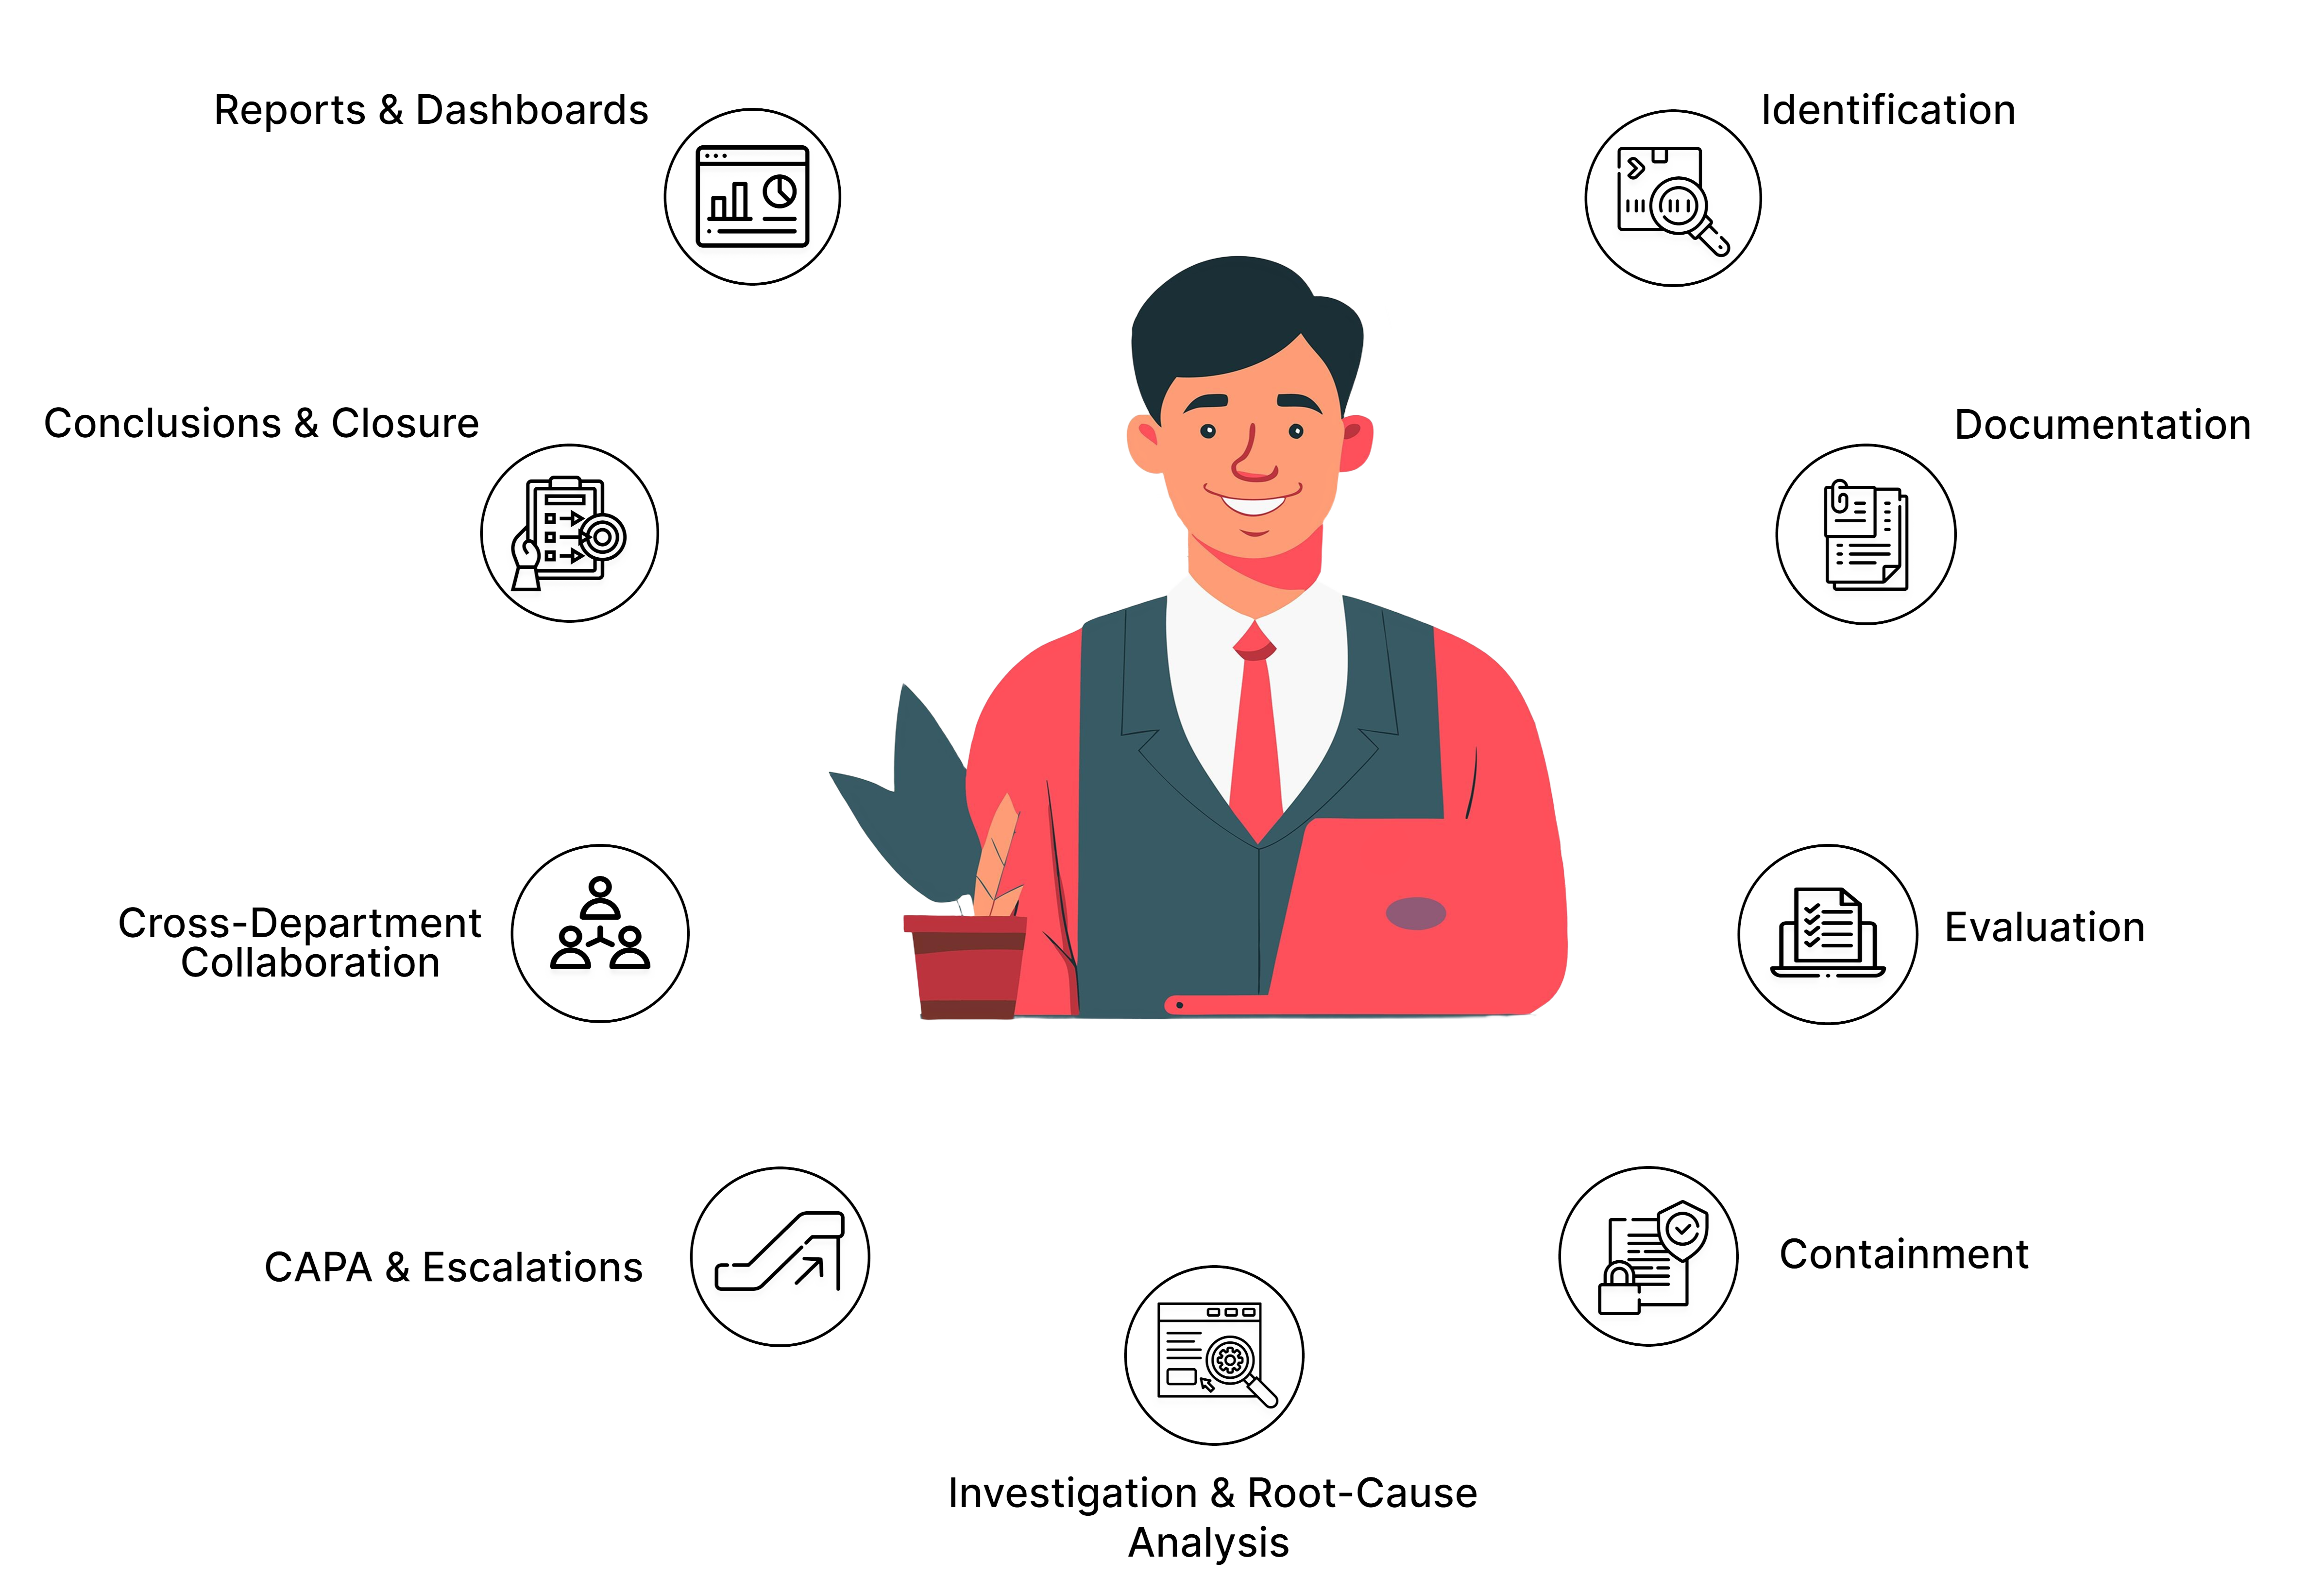 Reports & Dashboards
Identification
Conclusions & Closure
Documentation
Cross-Department
Collaboration
Evaluation
CAPA & Escalations
Containment
Investigation & Root-Cause
Analysis